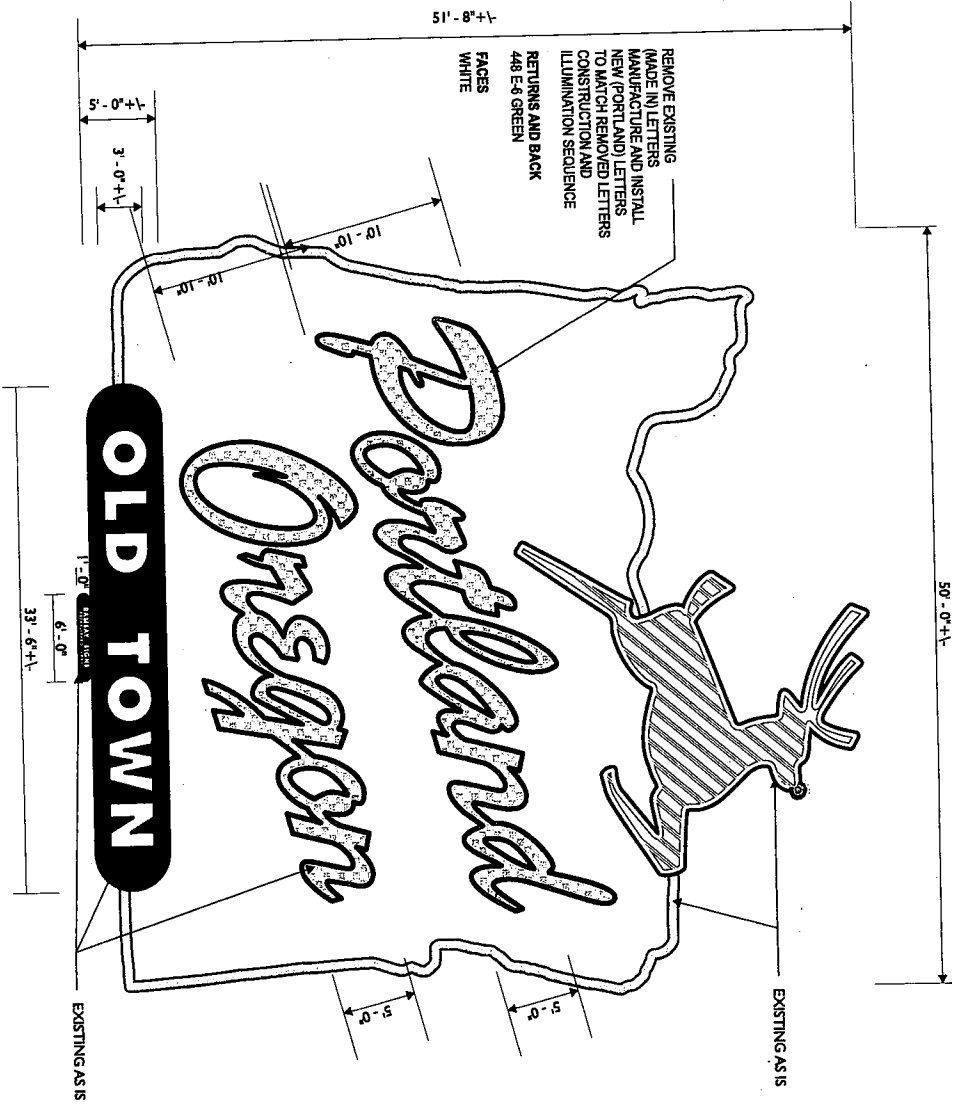 50' - 0"+/-
51' - 8"+/-
REMOVE EXISTING
(MADE IN) LETTERS
MANUFACTURE AND INSTALL
NEW (PORTLAND) LETTERS
TO MATCH REMOVED LETTERS
CONSTRUCTION AND
ILLUMINATION SEQUENCE
RETURNS AND BACK
448 E-6 GREEN
FACES
WHITE
EXISTING AS IS
10' - 10"
10' - 10"
Portland
Oregon
5' - 0"
5' - 0"
5' - 0"+/-
3' - 0"+/-
OLD TOWN
RAMSAY SIGNS
1' - 0"
6' - 0"
33' - 6"+/-
EXISTING AS IS